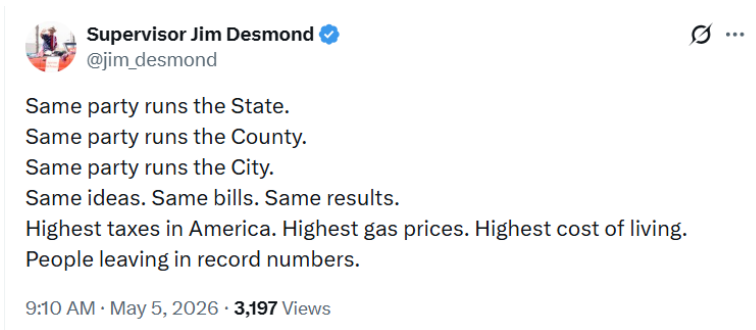 Supervisor Jim Desmond
@jim_desmond
Same party runs the State.
Same party runs the County.
Same party runs the City.
Same ideas. Same bills. Same results.
Highest taxes in America. Highest gas prices. Highest cost of living.
People leaving in record numbers.
9:10 AM · May 5, 2026 · 3,197 Views